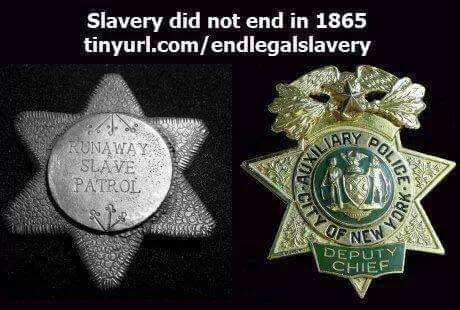 Slavery did not end in 1865
tinyurl.com/endlegalslavery
RUNAWAY
SLAVE
PATROL
AUXILIARY POLICE
CITY OF NEW YORK
DEPUTY
CHIEF